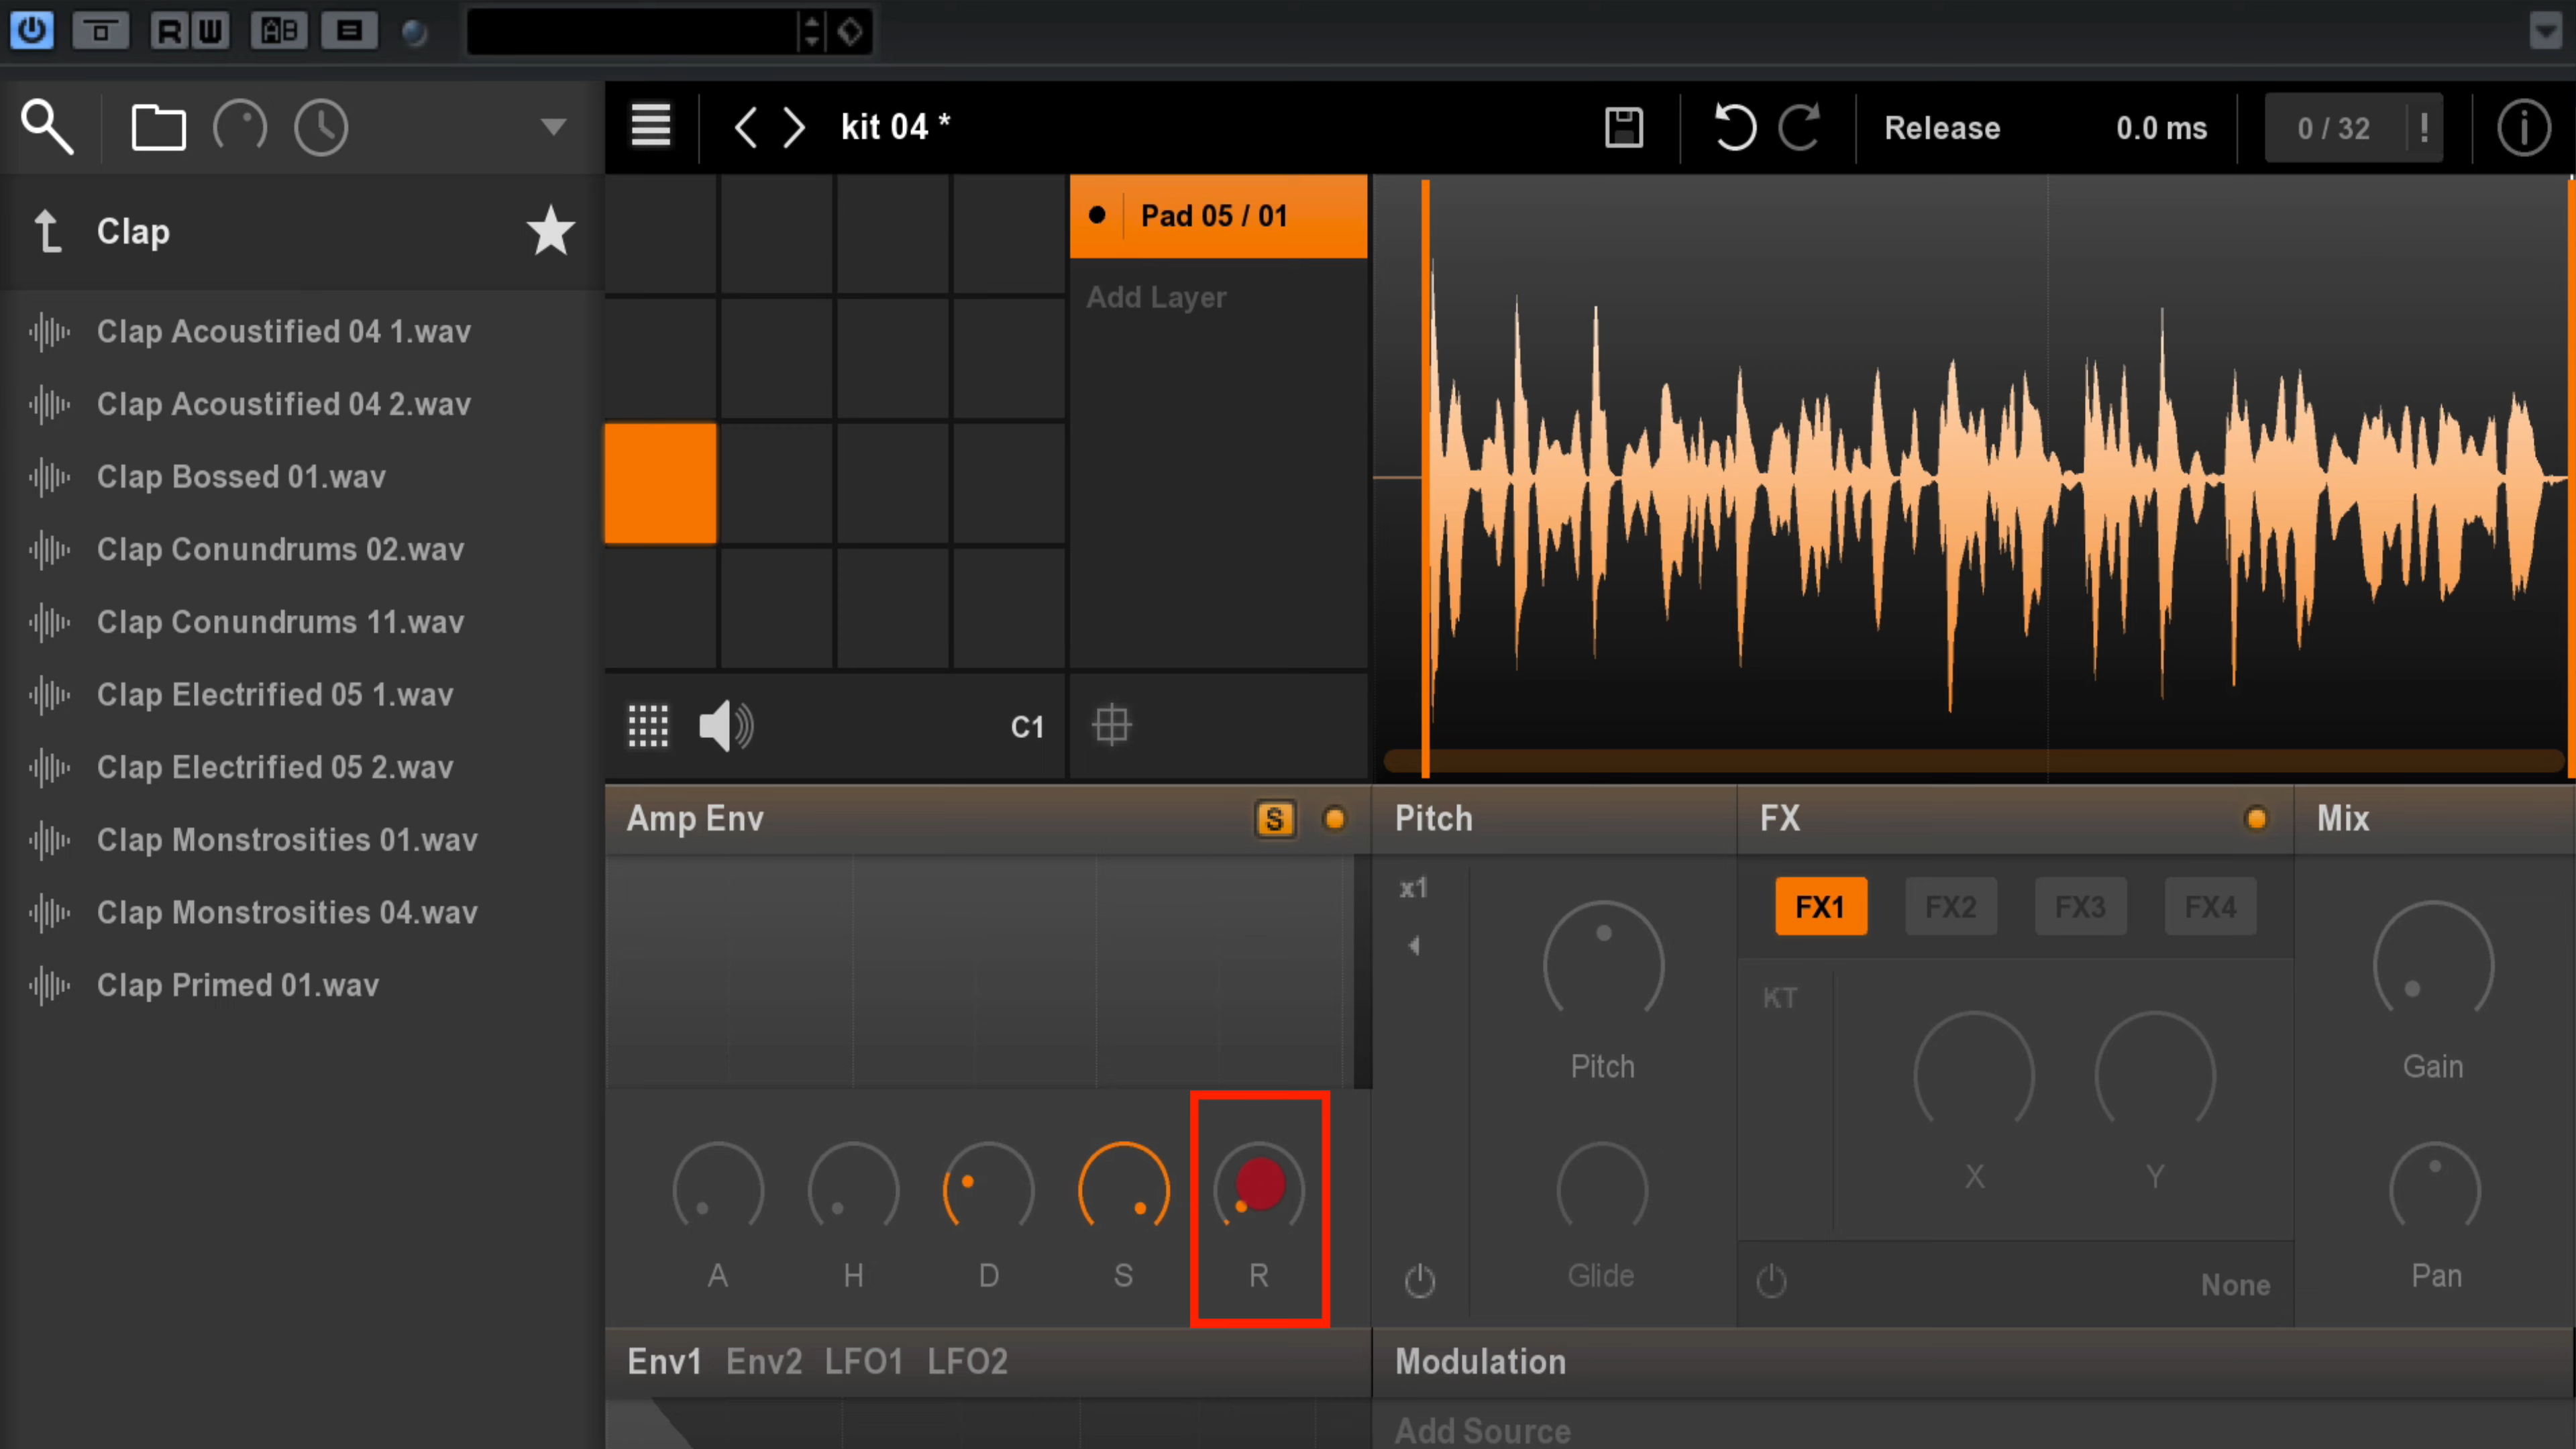 R W AB
kit 04 *
Release 0.0 ms 0 / 32 !
Clap
Clap Acoustified 04 1.wav
Clap Acoustified 04 2.wav
Clap Bossed 01.wav
Clap Conundrums 02.wav
Clap Conundrums 11.wav
Clap Electrified 05 1.wav
Clap Electrified 05 2.wav
Clap Monstrosities 01.wav
Clap Monstrosities 04.wav
Clap Primed 01.wav
Pad 05 / 01
Add Layer
C1
Amp Env S
A H D S R
Pitch
x1
Pitch
Glide
FX
FX1 FX2 FX3 FX4
KT
X Y
None
Mix
Gain
Pan
Env1 Env2 LFO1 LFO2
Modulation
Add Source